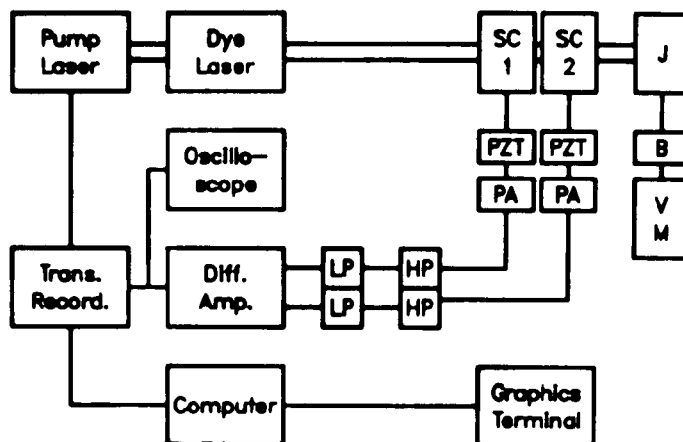 Pump
Laser
Dye
Laser
SC
1
SC
2
J
Oscillo-
scope
PZT
PZT
B
PA
PA
V
M
Trans.
Record.
Diff.
Amp.
LP
HP
LP
HP
Computer
Graphics
Terminal